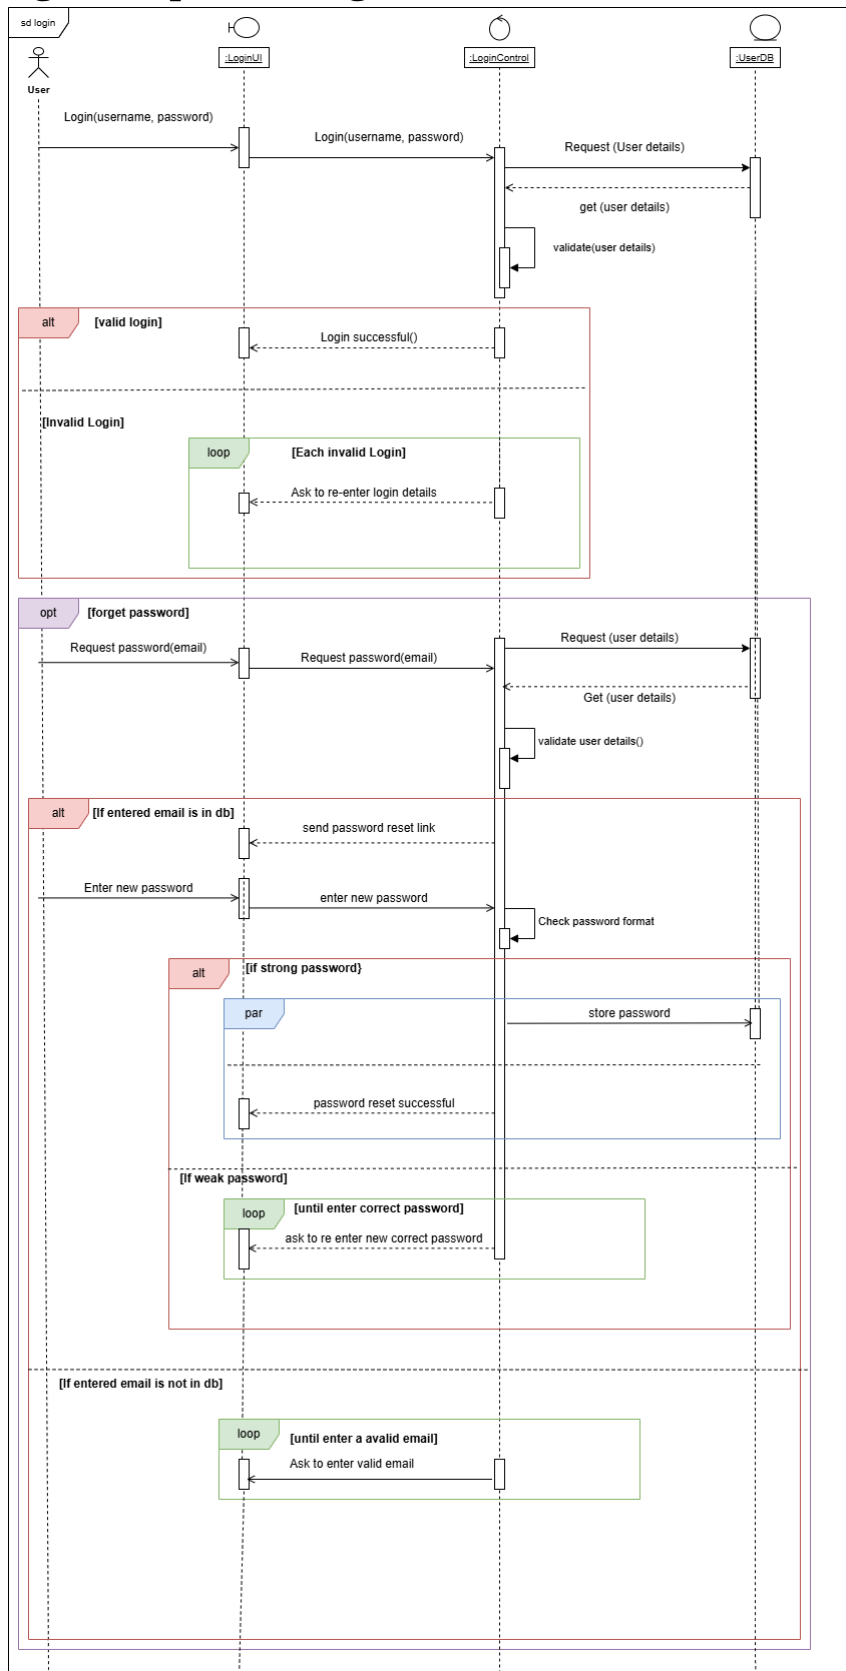 sd login
:LoginUI
:LoginControl
:UserDB
User
Login(username, password)
Login(username, password)
Request (User details)
get (user details)
validate(user details)
alt
[valid login]
Login successful()
[Invalid Login]
loop
[Each invalid Login]
Ask to re-enter login details
opt
[forget password]
Request password(email)
Request password(email)
Request (user details)
Get (user details)
validate user details()
alt
[If entered email is in db]
send password reset link
Enter new password
enter new password
Check password format
alt
[if strong password}
par
store password
password reset successful
[If weak password]
loop
[until enter correct password]
ask to re enter new correct password
[If entered email is not in db]
loop
[until enter a avalid email]
Ask to enter valid email